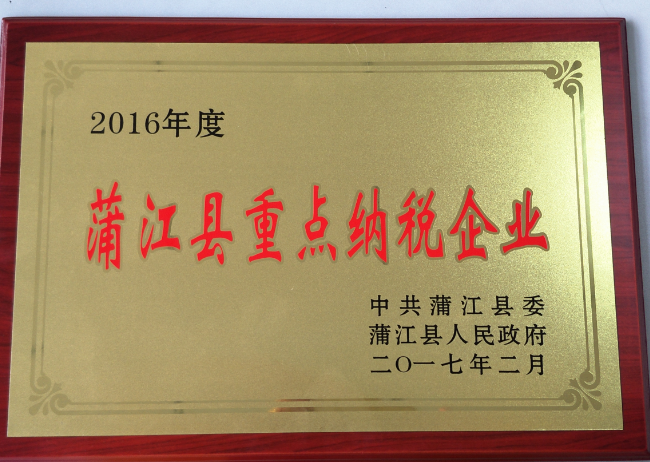 2016年度
蒲江县重点纳税企业
中共蒲江县委
蒲江县人民政府
二〇一七年二月